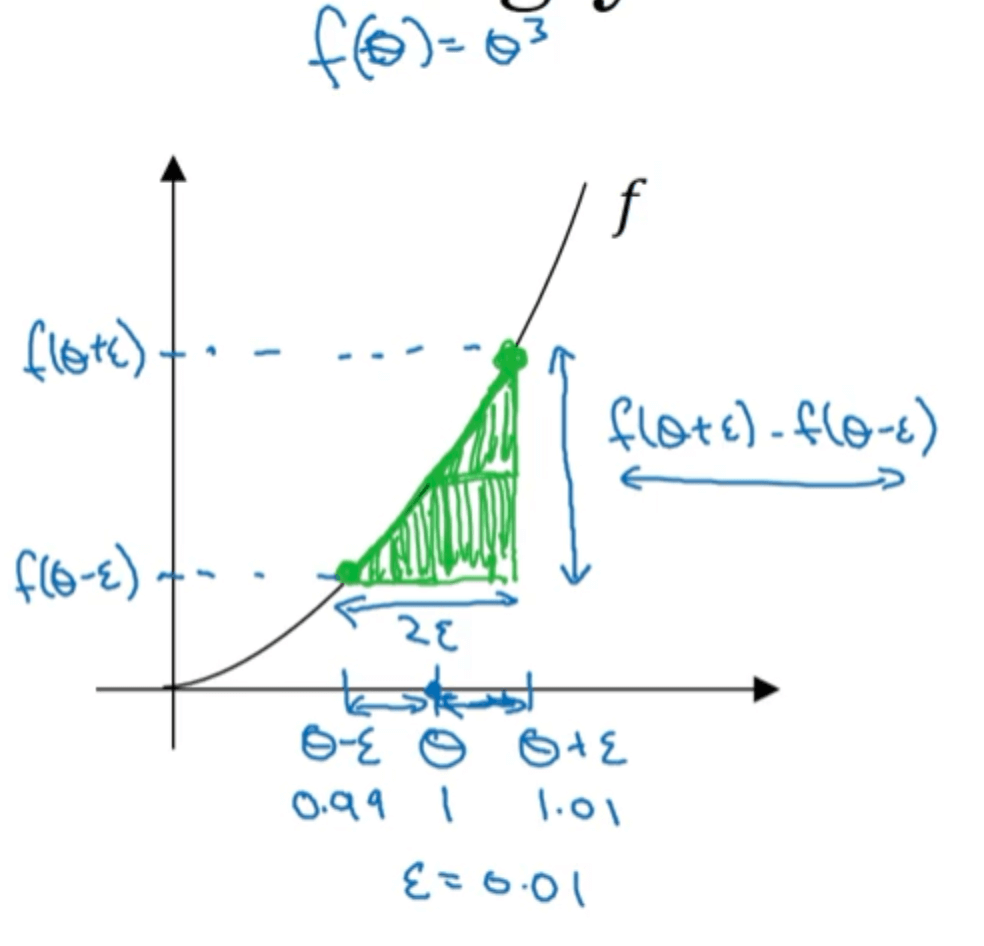 f(θ) = θ³
f
f(θ+ε)
f(θ+ε) - f(θ-ε)
f(θ-ε)
2ε
θ-ε θ θ+ε
0.99 1 1.01
ε = 0.01